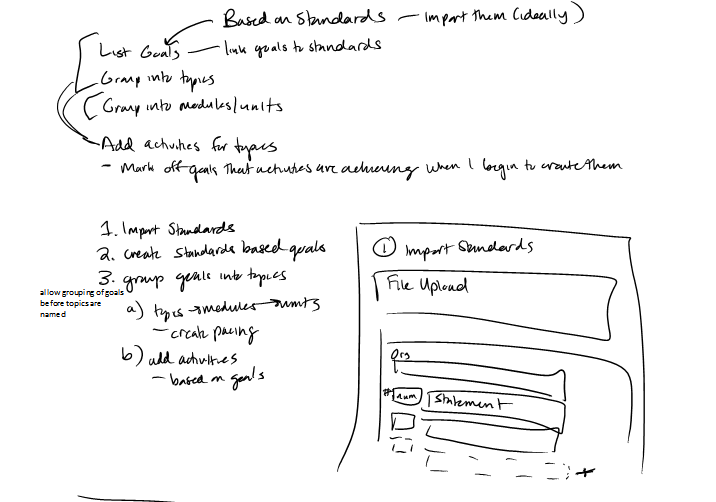 Based on Standards — Import them (ideally)
List Goals — link goals to standards
Group into topics
Group into modules/units
Add activities for topics
- Mark off goals that activities are achieving when I begin to create them
1. Import Standards
2. Create standards based goals
3. group goals into topics
allow grouping of goals
before topics are
named
a) topics → modules → units
- create pacing
b) add activities
- based on goals
① Import Standards
File Upload
Org
# num Statement
+